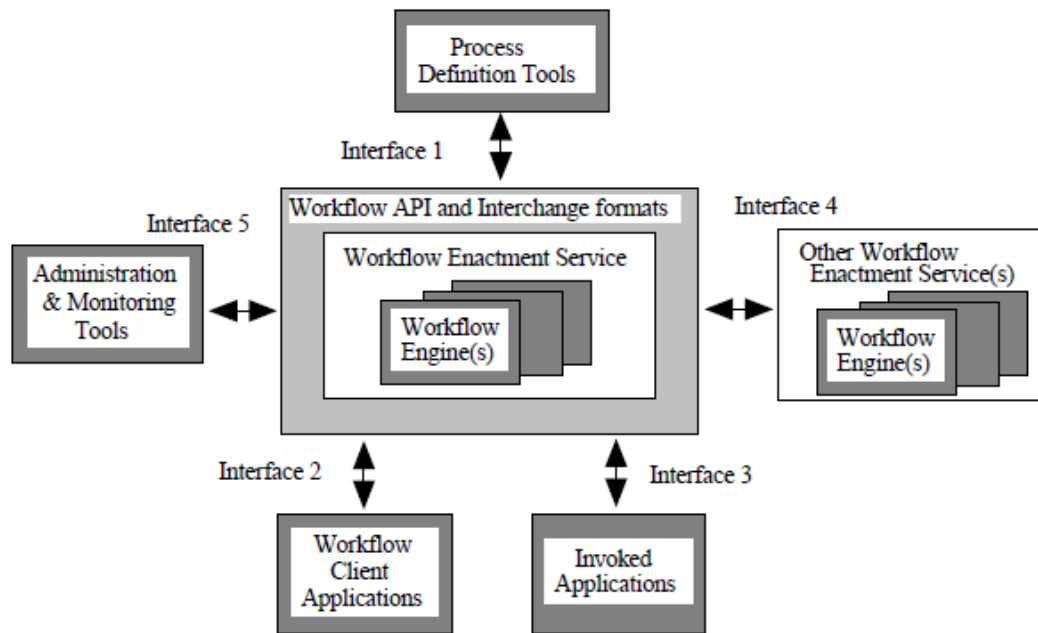 Process
Definition Tools
Interface 1
Workflow API and Interchange formats
Interface 4
Interface 5
Workflow Enactment Service
Other Workflow
Enactment Service(s)
Administration
& Monitoring
Tools
Workflow
Engine(s)
Workflow
Engine(s)
Interface 2
Interface 3
Workflow
Client
Applications
Invoked
Applications